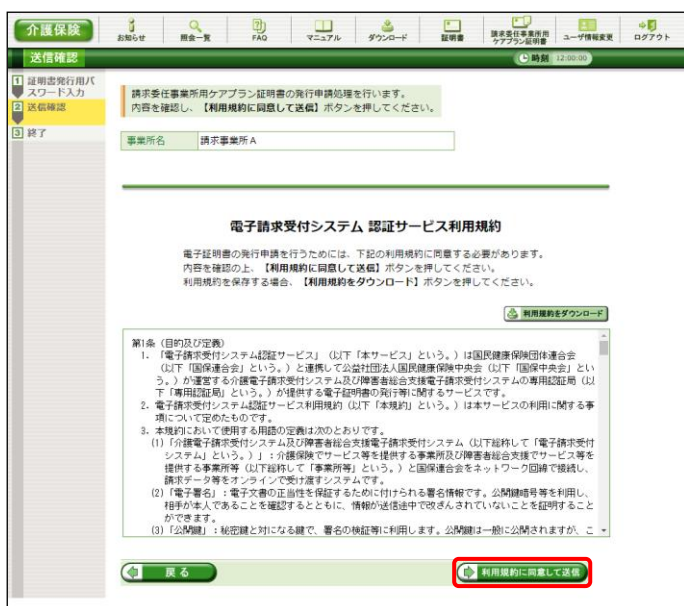 介護保険
お知らせ
照会一覧
FAQ
マニュアル
ダウンロード
証明書
請求委任事業所用
ケアプラン証明書
ユーザ情報変更
ログアウト
送信確認
時刻 12:00:00
1 証明書発行用パ
スワード入力
2 送信確認
3 終了
請求委任事業所用ケアプラン証明書の発行申請処理を行います。
内容を確認し、【利用規約に同意して送信】ボタンを押してください。
事業所名 請求事業所A
電子請求受付システム 認証サービス利用規約
電子証明書の発行申請を行うためには、下記の利用規約に同意する必要があります。
内容を確認の上、【利用規約に同意して送信】ボタンを押してください。
利用規約を保存する場合、【利用規約をダウンロード】ボタンを押してください。
利用規約をダウンロード
第1条（目的及び定義）
1. 「電子請求受付システム認証サービス」（以下「本サービス」という。）は国民健康保険団体連合会
（以下「国保連合会」という。）と連携して公益社団法人国民健康保険中央会（以下「国保中央会」とい
う。）が運営する介護電子請求受付システム及び障害者総合支援電子請求受付システムの専用認証局（以
下「専用認証局」という。）が提供する電子証明書の発行等に関するサービスです。
2. 電子請求受付システム認証サービス利用規約（以下「本規約」という。）は本サービスの利用に関する事
項について定めたものです。
3. 本規約において使用する用語の定義は次のとおりです。
(1)「介護電子請求受付システム及び障害者総合支援電子請求受付システム（以下総称して「電子請求受付
システム」という。）」：介護保険でサービス等を提供する事業所及び障害者総合支援でサービス等を
提供する事業所等（以下総称して「事業所等」という。）と国保連合会をネットワーク回線で接続し、
請求データ等をオンラインで受け渡すシステムです。
(2)「電子署名」：電子文書の正当性を保証するために付けられる署名情報です。公開鍵暗号等を利用し、
相手が本人であることを確認するとともに、情報が送信途中で改ざんされていないことを証明すること
ができます。
(3)「公開鍵」：秘密鍵と対になる鍵で、署名の検証等に利用します。公開鍵は一般に公開されますが、こ
戻る
利用規約に同意して送信